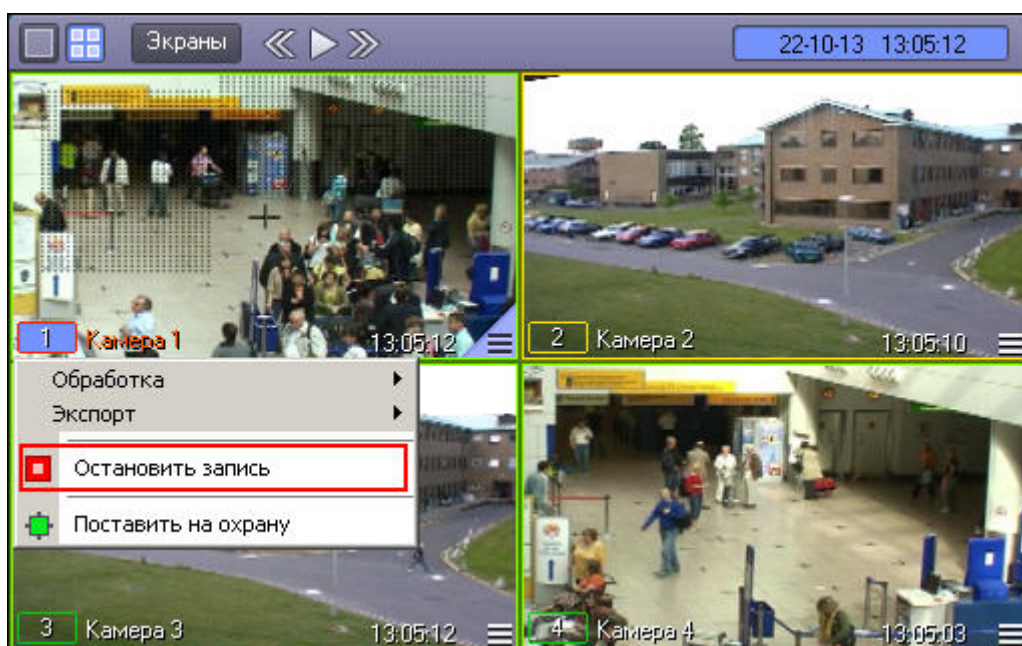 Экраны
22-10-13 13:05:12
1 Камера 1 13:05:12
2 Камера 2 13:05:10
Обработка
Экспорт
Остановить запись
Поставить на охрану
3 Камера 3 13:05:12
4 Камера 4 13:05:03